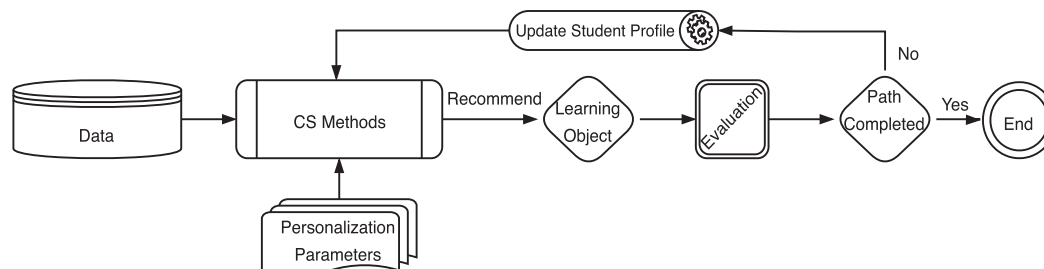 Update Student Profile
No
Data
CS Methods
Recommend
Learning
Object
Evaluation
Path
Completed
Yes
End
Personalization
Parameters